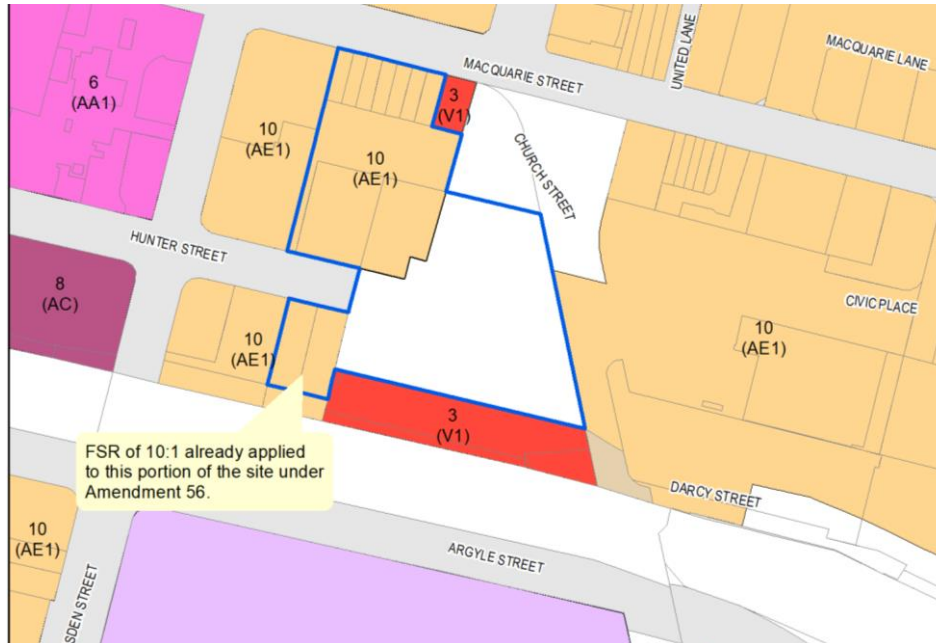 UNITED LANE
MACQUARIE LANE
MACQUARIE STREET
6
(AA1)
3
(V1)
10
(AE1)
CHURCH STREET
10
(AE1)
HUNTER STREET
8
(AC)
10
(AE1)
CIVIC PLACE
10
(AE1)
3
(V1)
FSR of 10:1 already applied
to this portion of the site under
Amendment 56.
DARCY STREET
10
(AE1)
ARGYLE STREET
SDEN STREET